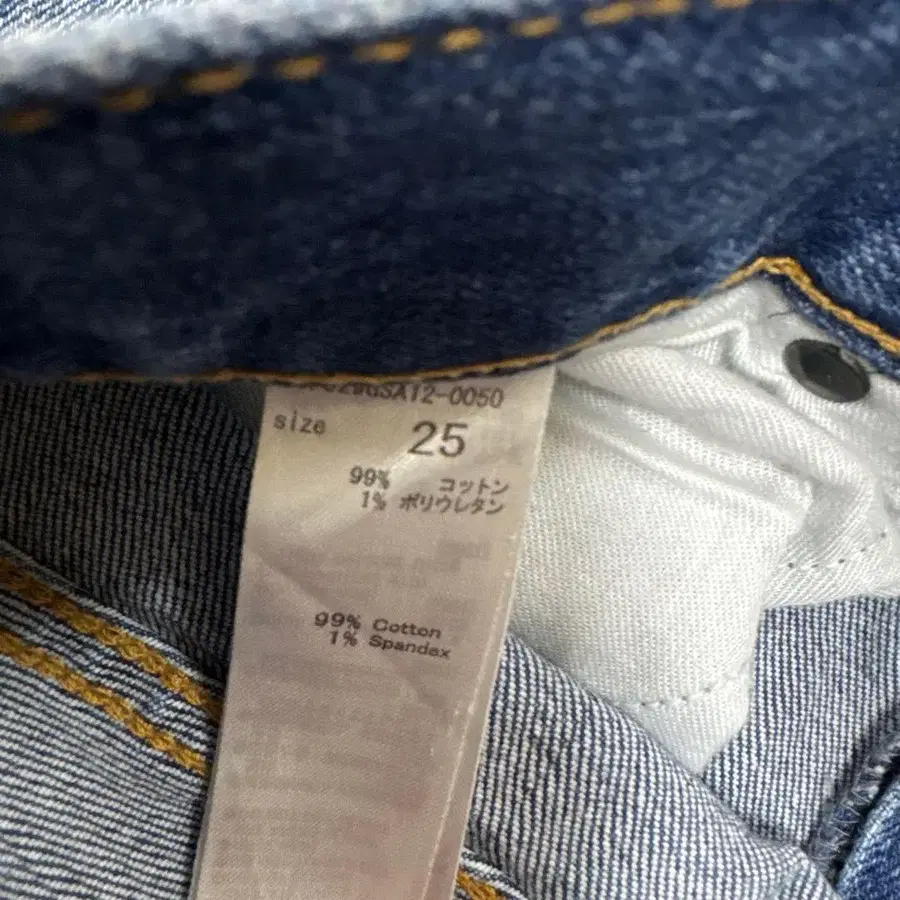 size
25
99% コットン
1% ポリウレタン
99% Cotton
1% Spandex